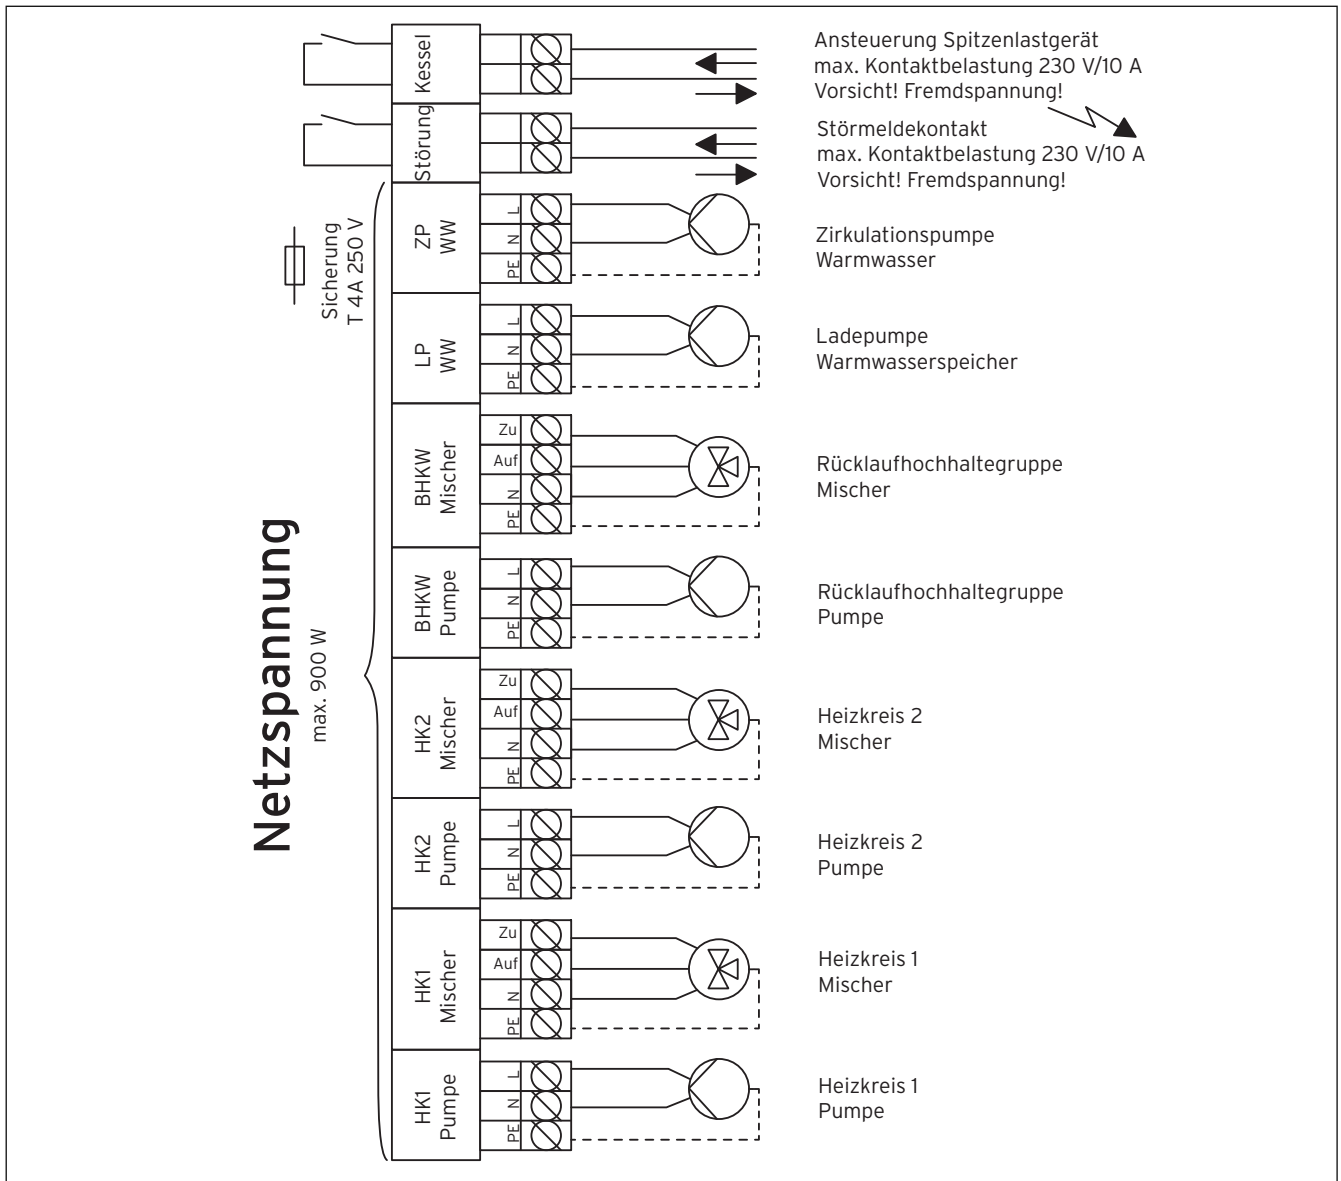 Kessel
Ansteuerung Spitzenlastgerät
max. Kontaktbelastung 230 V/10 A
Vorsicht! Fremdspannung!
Störung
Störmeldekontakt
max. Kontaktbelastung 230 V/10 A
Vorsicht! Fremdspannung!
Netzspannung
max. 900 W
Sicherung
T 4A 250 V
ZP
WW
L
N
PE
Zirkulationspumpe
Warmwasser
LP
WW
L
N
PE
Ladepumpe
Warmwasserspeicher
BHKW
Mischer
Zu
Auf
N
PE
Rücklaufhochhaltegruppe
Mischer
BHKW
Pumpe
L
N
PE
Rücklaufhochhaltegruppe
Pumpe
HK2
Mischer
Zu
Auf
N
PE
Heizkreis 2
Mischer
HK2
Pumpe
L
N
PE
Heizkreis 2
Pumpe
HK1
Mischer
Zu
Auf
N
PE
Heizkreis 1
Mischer
HK1
Pumpe
L
N
PE
Heizkreis 1
Pumpe